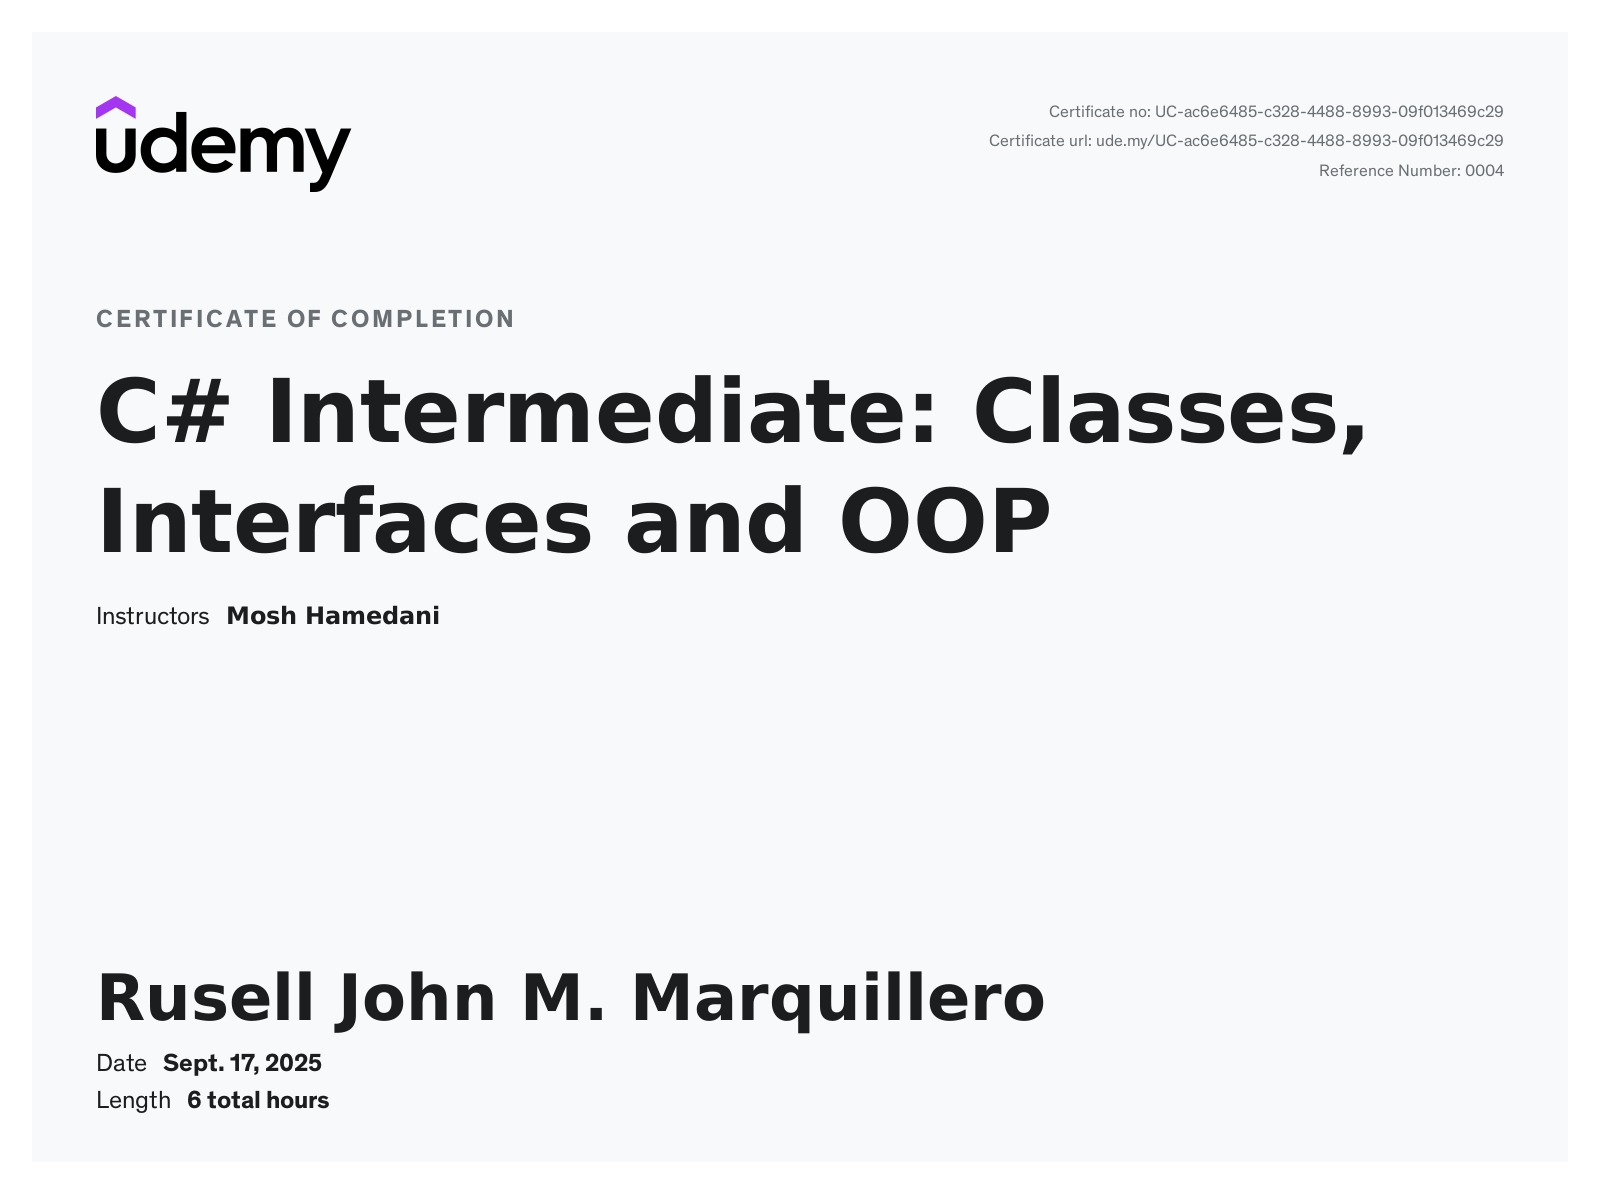 udemy
Certificate no: UC-ac6e6485-c328-4488-8993-09f013469c29
Certificate url: ude.my/UC-ac6e6485-c328-4488-8993-09f013469c29
Reference Number: 0004
CERTIFICATE OF COMPLETION
C# Intermediate: Classes,
Interfaces and OOP
Instructors Mosh Hamedani
Rusell John M. Marquillero
Date Sept. 17, 2025
Length 6 total hours